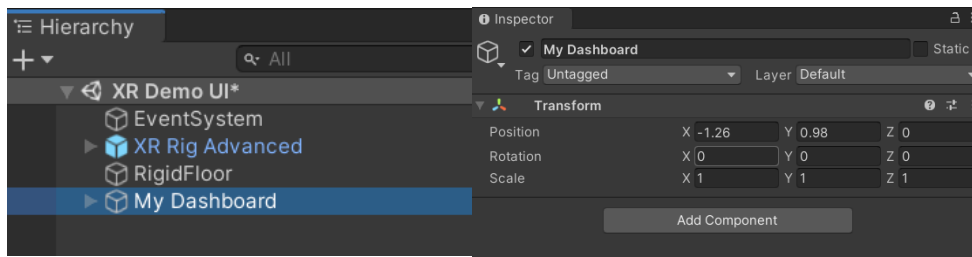 Hierarchy
All
XR Demo UI*
EventSystem
XR Rig Advanced
RigidFloor
My Dashboard
Inspector
My Dashboard
Static
Tag Untagged Layer Default
Transform
Position X -1.26 Y 0.98 Z 0
Rotation X 0 Y 0 Z 0
Scale X 1 Y 1 Z 1
Add Component